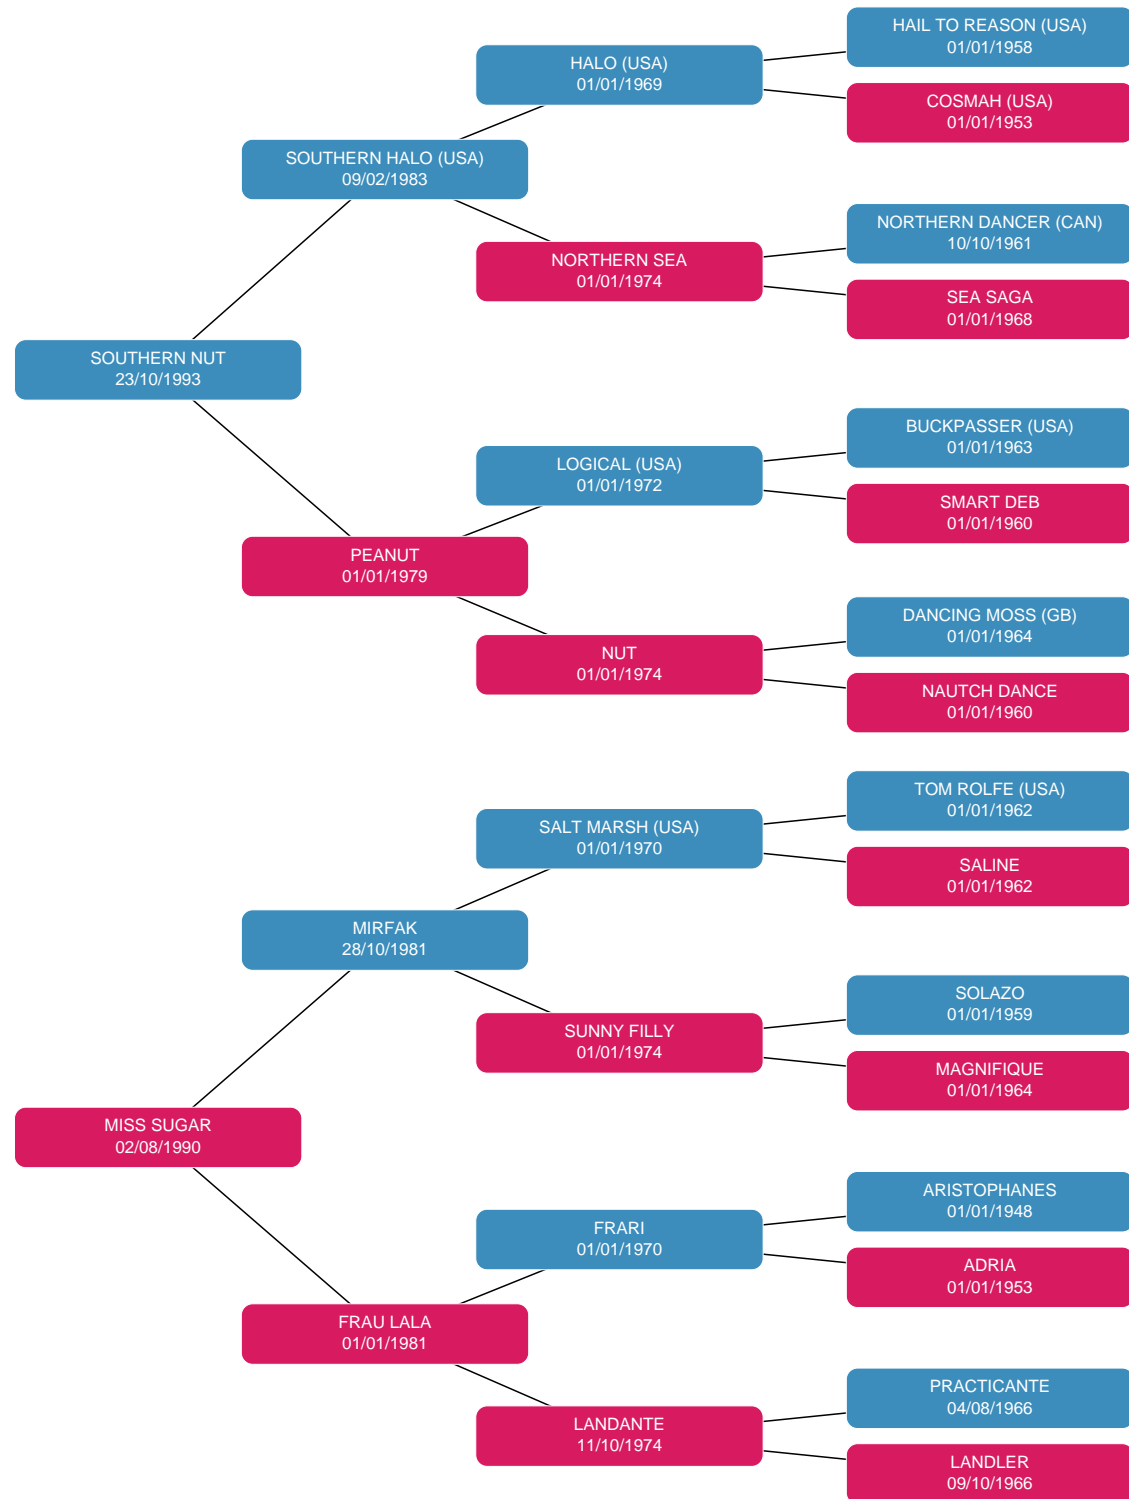 HAIL TO REASON (USA)
01/01/1958
HALO (USA)
01/01/1969
COSMAH (USA)
01/01/1953
SOUTHERN HALO (USA)
09/02/1983
NORTHERN DANCER (CAN)
10/10/1961
NORTHERN SEA
01/01/1974
SEA SAGA
01/01/1968
SOUTHERN NUT
23/10/1993
BUCKPASSER (USA)
01/01/1963
LOGICAL (USA)
01/01/1972
SMART DEB
01/01/1960
PEANUT
01/01/1979
DANCING MOSS (GB)
01/01/1964
NUT
01/01/1974
NAUTCH DANCE
01/01/1960
TOM ROLFE (USA)
01/01/1962
SALT MARSH (USA)
01/01/1970
SALINE
01/01/1962
MIRFAK
28/10/1981
SOLAZO
01/01/1959
SUNNY FILLY
01/01/1974
MAGNIFIQUE
01/01/1964
MISS SUGAR
02/08/1990
ARISTOPHANES
01/01/1948
FRARI
01/01/1970
ADRIA
01/01/1953
FRAU LALA
01/01/1981
PRACTICANTE
04/08/1966
LANDANTE
11/10/1974
LANDLER
09/10/1966